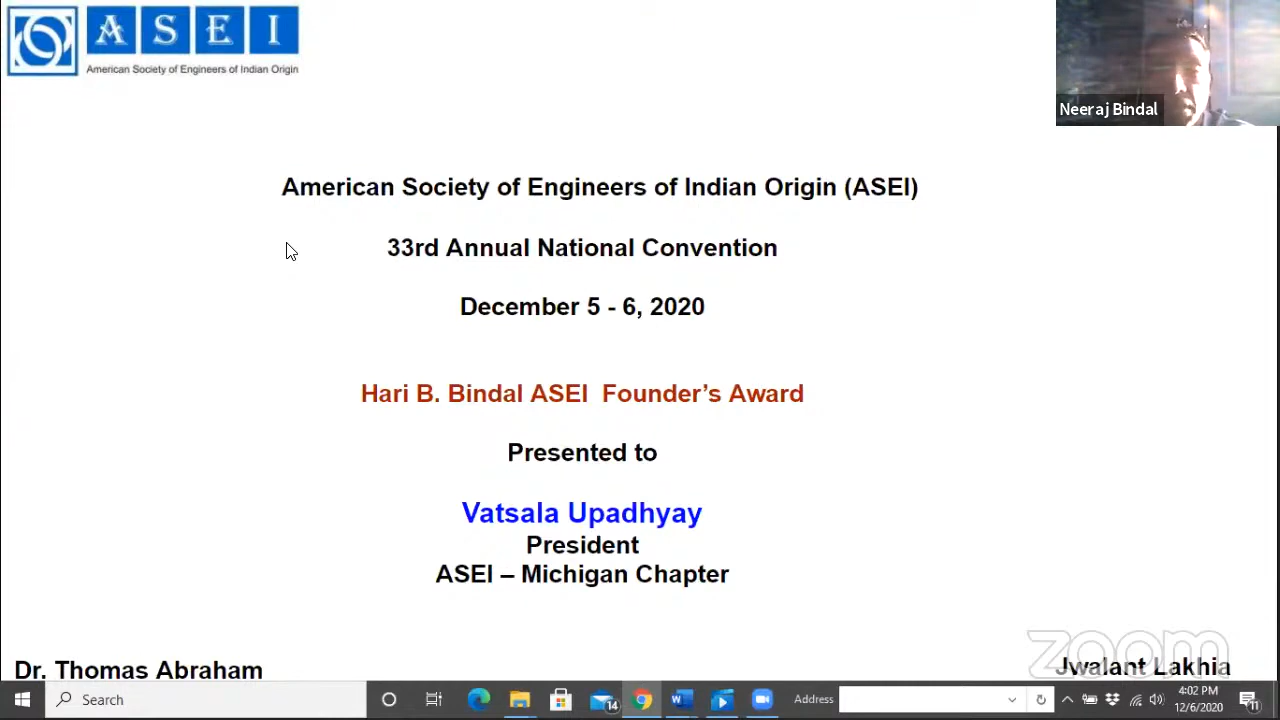 ASEI
American Society of Engineers of Indian Origin
Neeraj Bindal
American Society of Engineers of Indian Origin (ASEI)
33rd Annual National Convention
December 5 - 6, 2020
Hari B. Bindal ASEI  Founder’s Award
Presented to
Vatsala Upadhyay
President
ASEI – Michigan Chapter
zoom
Dr. Thomas Abraham
Jwalant Lakhia
Search
14
Address
4:02 PM
12/6/2020
11